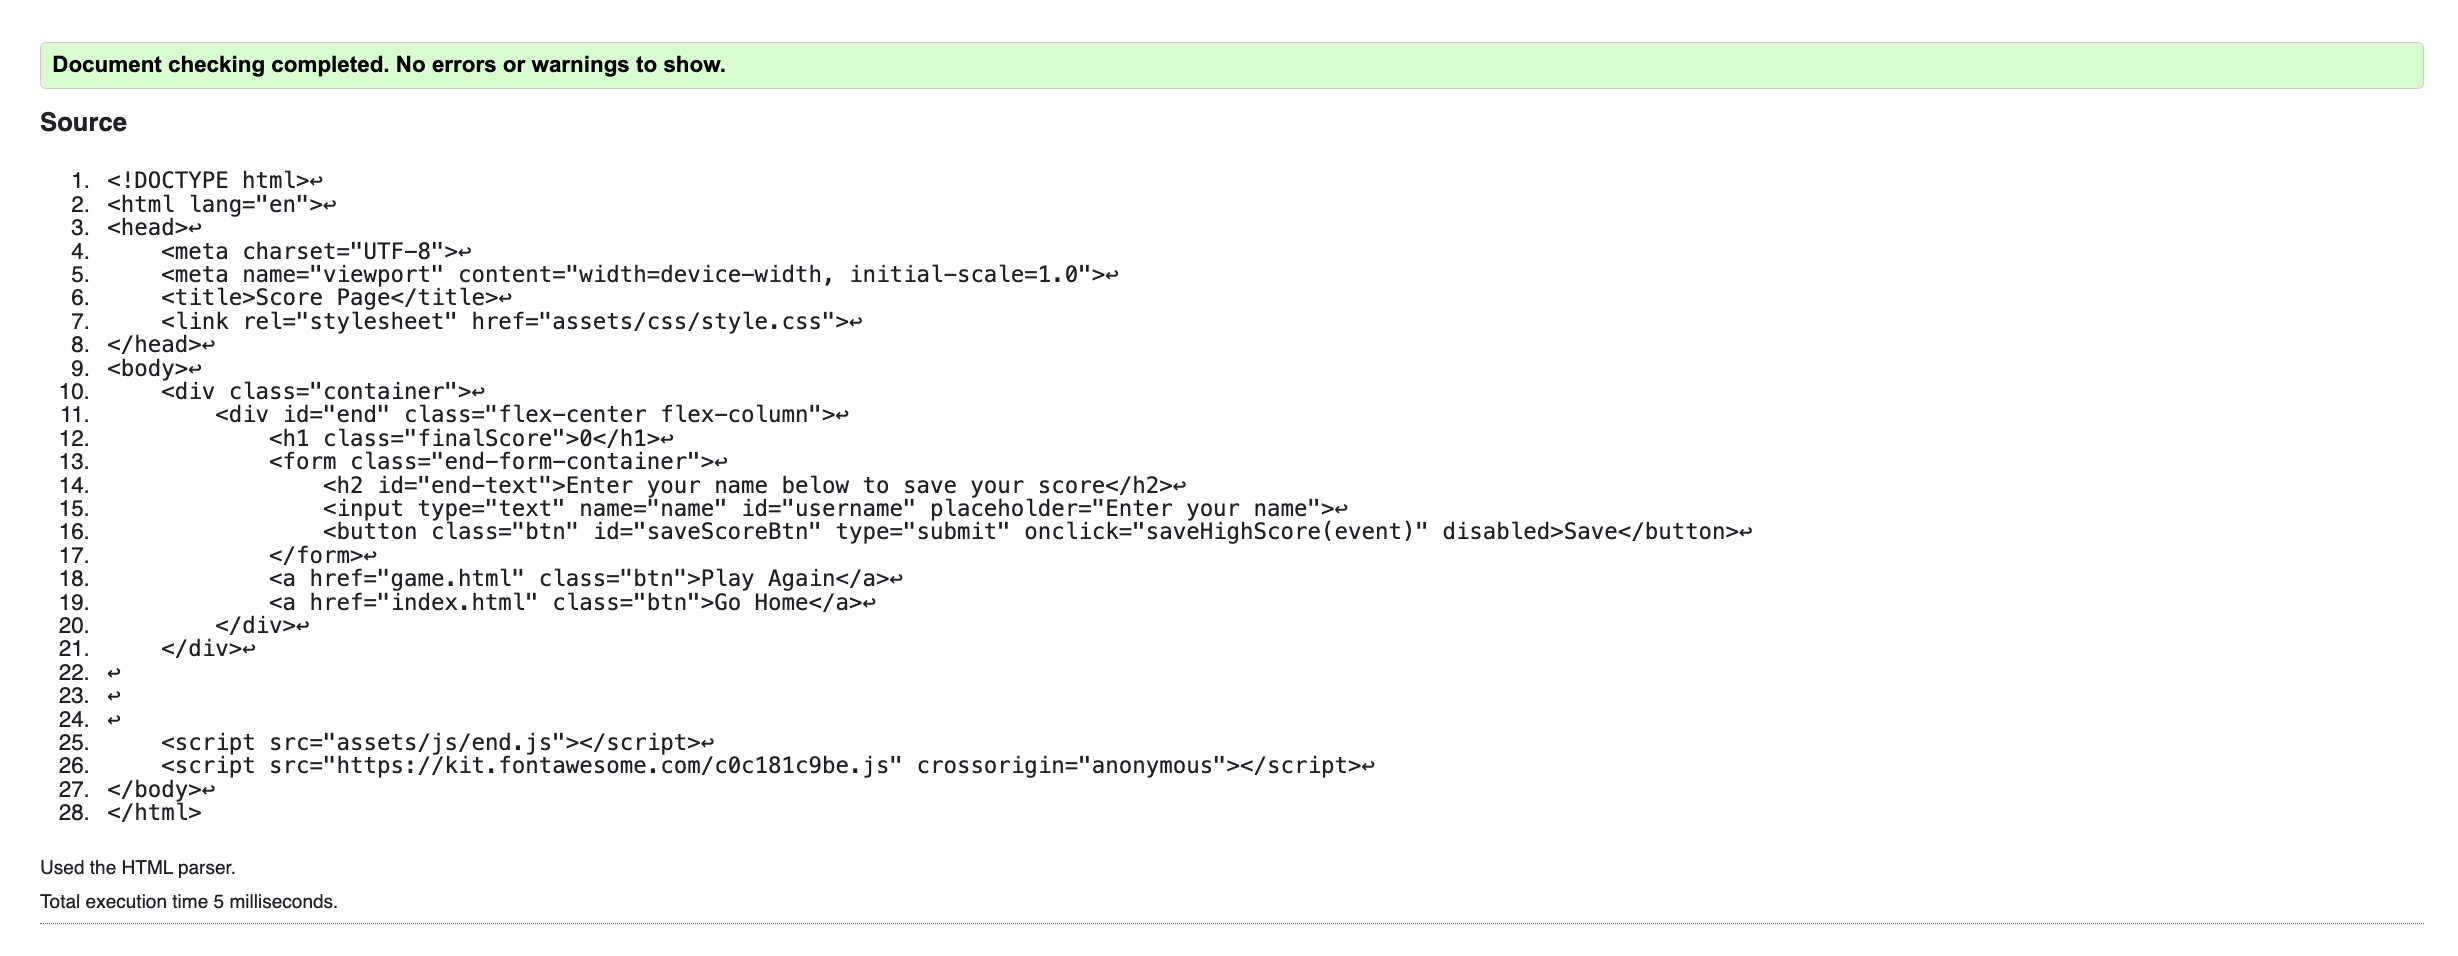 Document checking completed. No errors or warnings to show.
Source
1. <!DOCTYPE html>↩
2. <html lang="en">↩
3. <head>↩
4.     <meta charset="UTF-8">↩
5.     <meta name="viewport" content="width=device-width, initial-scale=1.0">↩
6.     <title>Score Page</title>↩
7.     <link rel="stylesheet" href="assets/css/style.css">↩
8. </head>↩
9. <body>↩
10.     <div class="container">↩
11.         <div id="end" class="flex-center flex-column">↩
12.             <h1 class="finalScore">0</h1>↩
13.             <form class="end-form-container">↩
14.                 <h2 id="end-text">Enter your name below to save your score</h2>↩
15.                 <input type="text" name="name" id="username" placeholder="Enter your name">↩
16.                 <button class="btn" id="saveScoreBtn" type="submit" onclick="saveHighScore(event)" disabled>Save</button>↩
17.             </form>↩
18.             <a href="game.html" class="btn">Play Again</a>↩
19.             <a href="index.html" class="btn">Go Home</a>↩
20.         </div>↩
21.     </div>↩
22. ↩
23. ↩
24. ↩
25.     <script src="assets/js/end.js"></script>↩
26.     <script src="https://kit.fontawesome.com/c0c181c9be.js" crossorigin="anonymous"></script>↩
27. </body>↩
28. </html>
Used the HTML parser.
Total execution time 5 milliseconds.